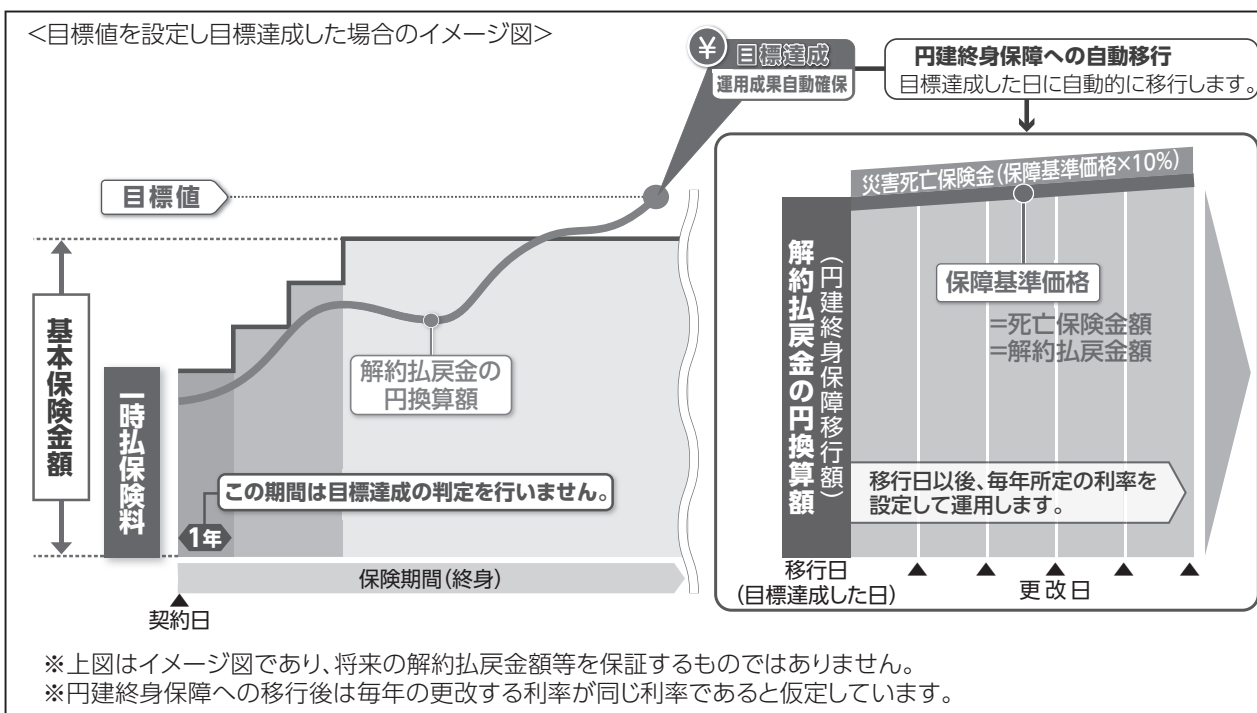 ＜目標値を設定し目標達成した場合のイメージ図＞
¥
目標達成
運用成果自動確保
円建終身保障への自動移行
目標達成した日に自動的に移行します。
目標値
基本保険金額
一時払保険料
解約払戻金の
円換算額
この期間は目標達成の判定を行いません。
1年
保険期間(終身)
契約日
災害死亡保険金(保障基準価格×10%)
解約払戻金の円換算額
(円建終身保障移行額)
保障基準価格
=死亡保険金額
=解約払戻金額
移行日以後、毎年所定の利率を
設定して運用します。
移行日
(目標達成した日)
更改日
※上図はイメージ図であり、将来の解約払戻金額等を保証するものではありません。
※円建終身保障への移行後は毎年の更改する利率が同じ利率であると仮定しています。